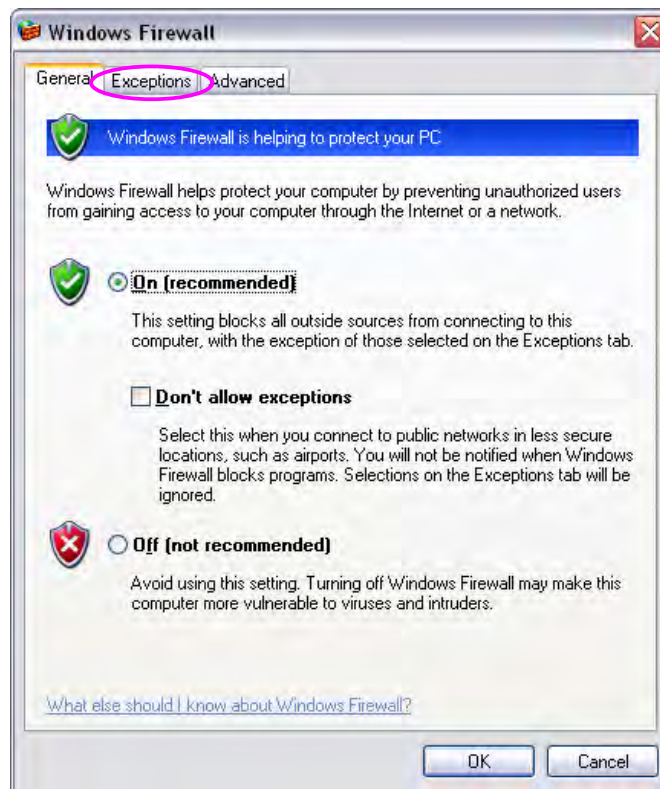 Windows Firewall
General Exceptions Advanced
Windows Firewall is helping to protect your PC
Windows Firewall helps protect your computer by preventing unauthorized users
from gaining access to your computer through the Internet or a network.
On (recommended)
This setting blocks all outside sources from connecting to this
computer, with the exception of those selected on the Exceptions tab.
Don't allow exceptions
Select this when you connect to public networks in less secure
locations, such as airports. You will not be notified when Windows
Firewall blocks programs. Selections on the Exceptions tab will be
ignored.
Off (not recommended)
Avoid using this setting. Turning off Windows Firewall may make this
computer more vulnerable to viruses and intruders.
What else should I know about Windows Firewall?
OK Cancel